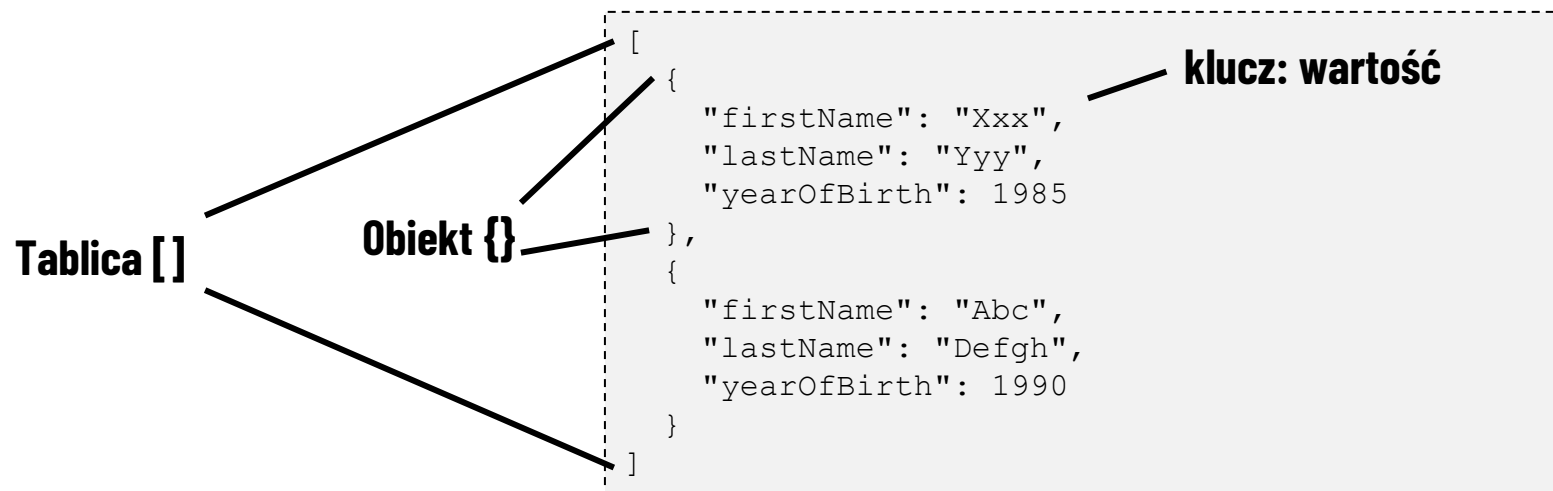 [
{
"firstName": "Xxx",
"lastName": "Yyy",
"yearOfBirth": 1985
},
{
"firstName": "Abc",
"lastName": "Defgh",
"yearOfBirth": 1990
}
]
klucz: wartość
Obiekt {}
Tablica [ ]